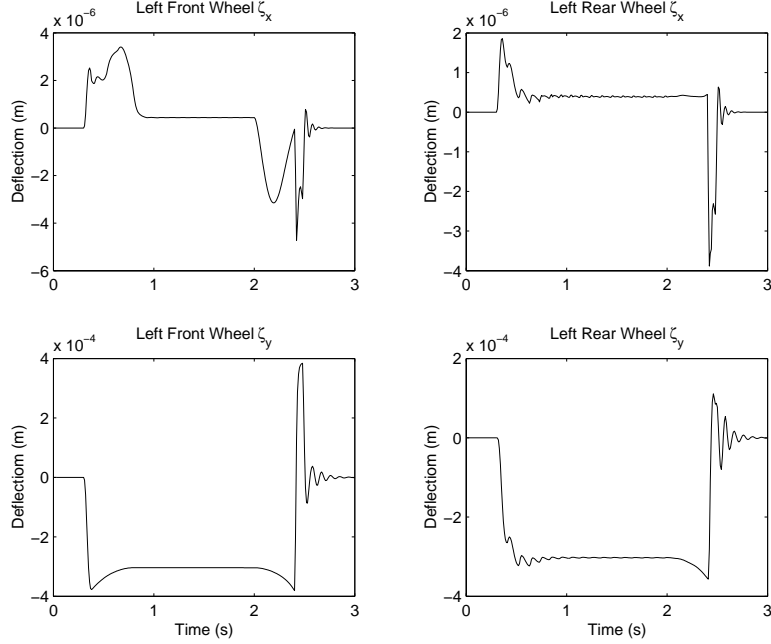 Left Front Wheel ζx
x 10⁻⁶
4
2
0
−2
−4
−6
Deflectiom (m)
0 1 2 3
Left Rear Wheel ζx
x 10⁻⁶
2
1
0
−1
−2
−3
−4
Deflectiom (m)
0 1 2 3
Left Front Wheel ζy
x 10⁻⁴
4
2
0
−2
−4
Deflectiom (m)
0 1 2 3
Time (s)
Left Rear Wheel ζy
x 10⁻⁴
2
0
−2
−4
Deflectiom (m)
0 1 2 3
Time (s)